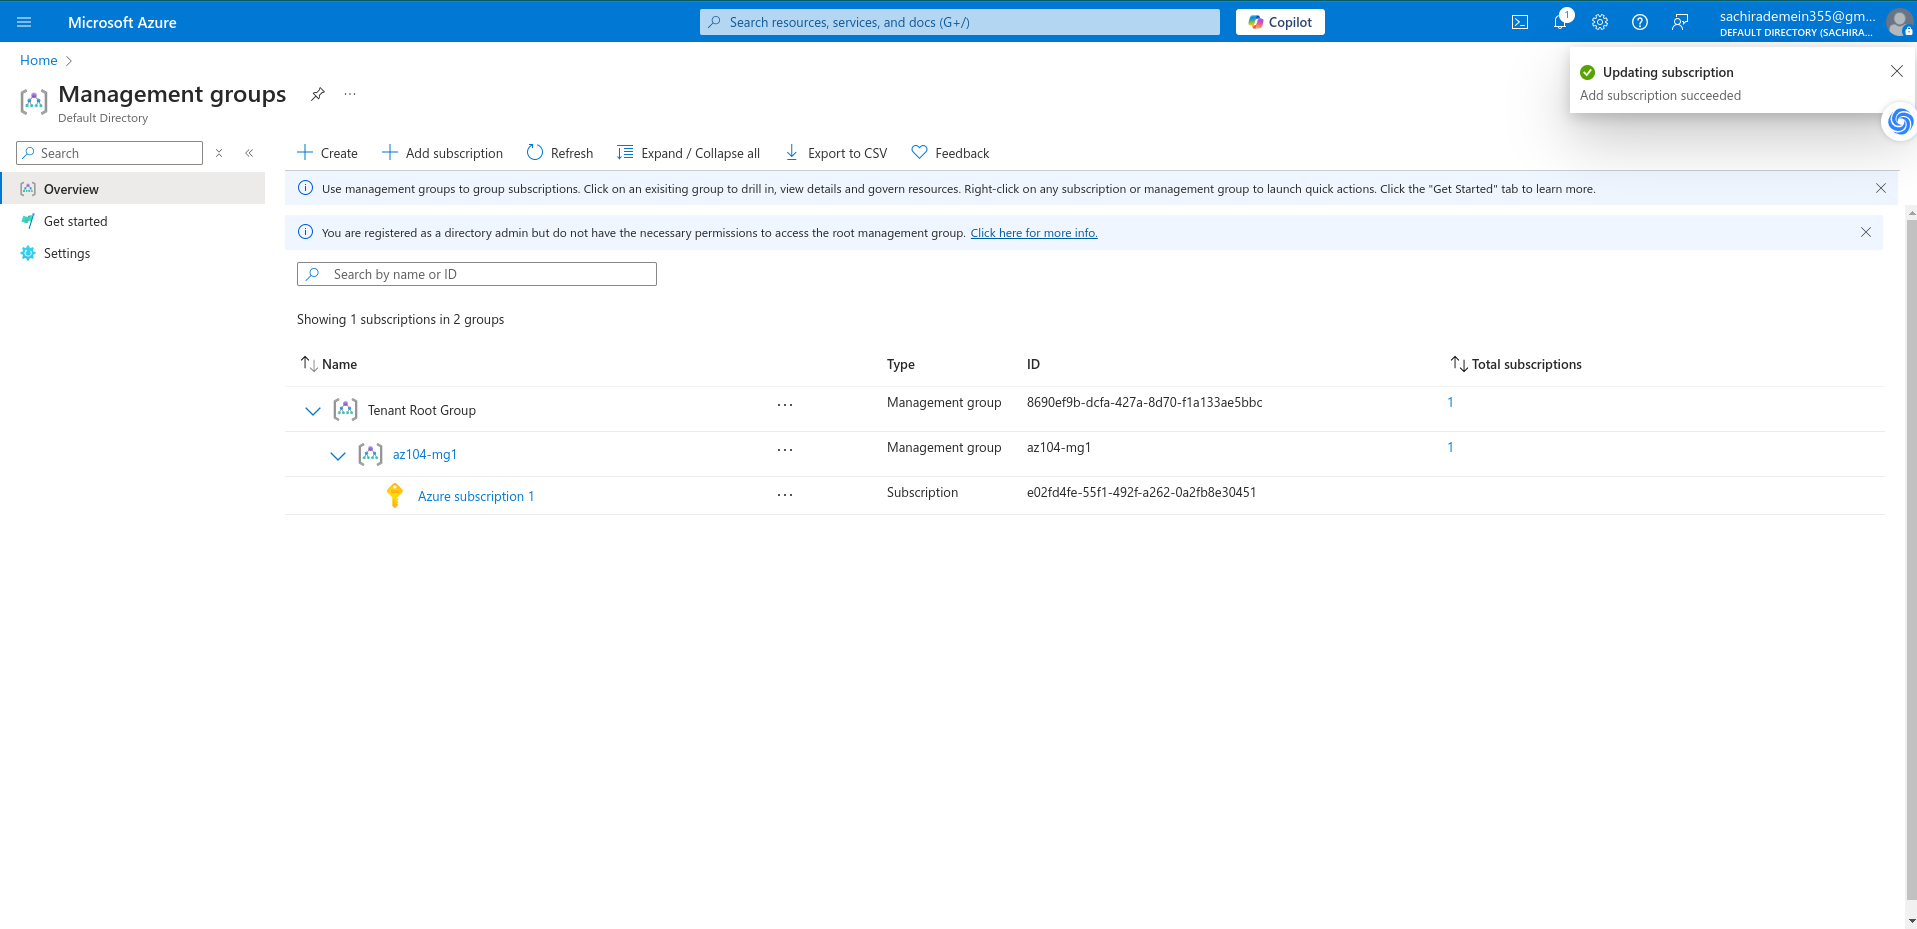 Microsoft Azure
Search resources, services, and docs (G+/)
Copilot
1
sachirademein355@gm...
DEFAULT DIRECTORY (SACHIRA...
Home
Updating subscription
Add subscription succeeded
Management groups
...
Default Directory
Search
Create
Add subscription
Refresh
Expand / Collapse all
Export to CSV
Feedback
Overview
Get started
Settings
Use management groups to group subscriptions. Click on an exisiting group to drill in, view details and govern resources. Right-click on any subscription or management group to launch quick actions. Click the "Get Started" tab to learn more.
You are registered as a directory admin but do not have the necessary permissions to access the root management group. Click here for more info.
Search by name or ID
Showing 1 subscriptions in 2 groups
Name Type ID Total subscriptions
Tenant Root Group ... Management group 8690ef9b-dcfa-427a-8d70-f1a133ae5bbc 1
az104-mg1 ... Management group az104-mg1 1
Azure subscription 1 ... Subscription e02fd4fe-55f1-492f-a262-0a2fb8e30451